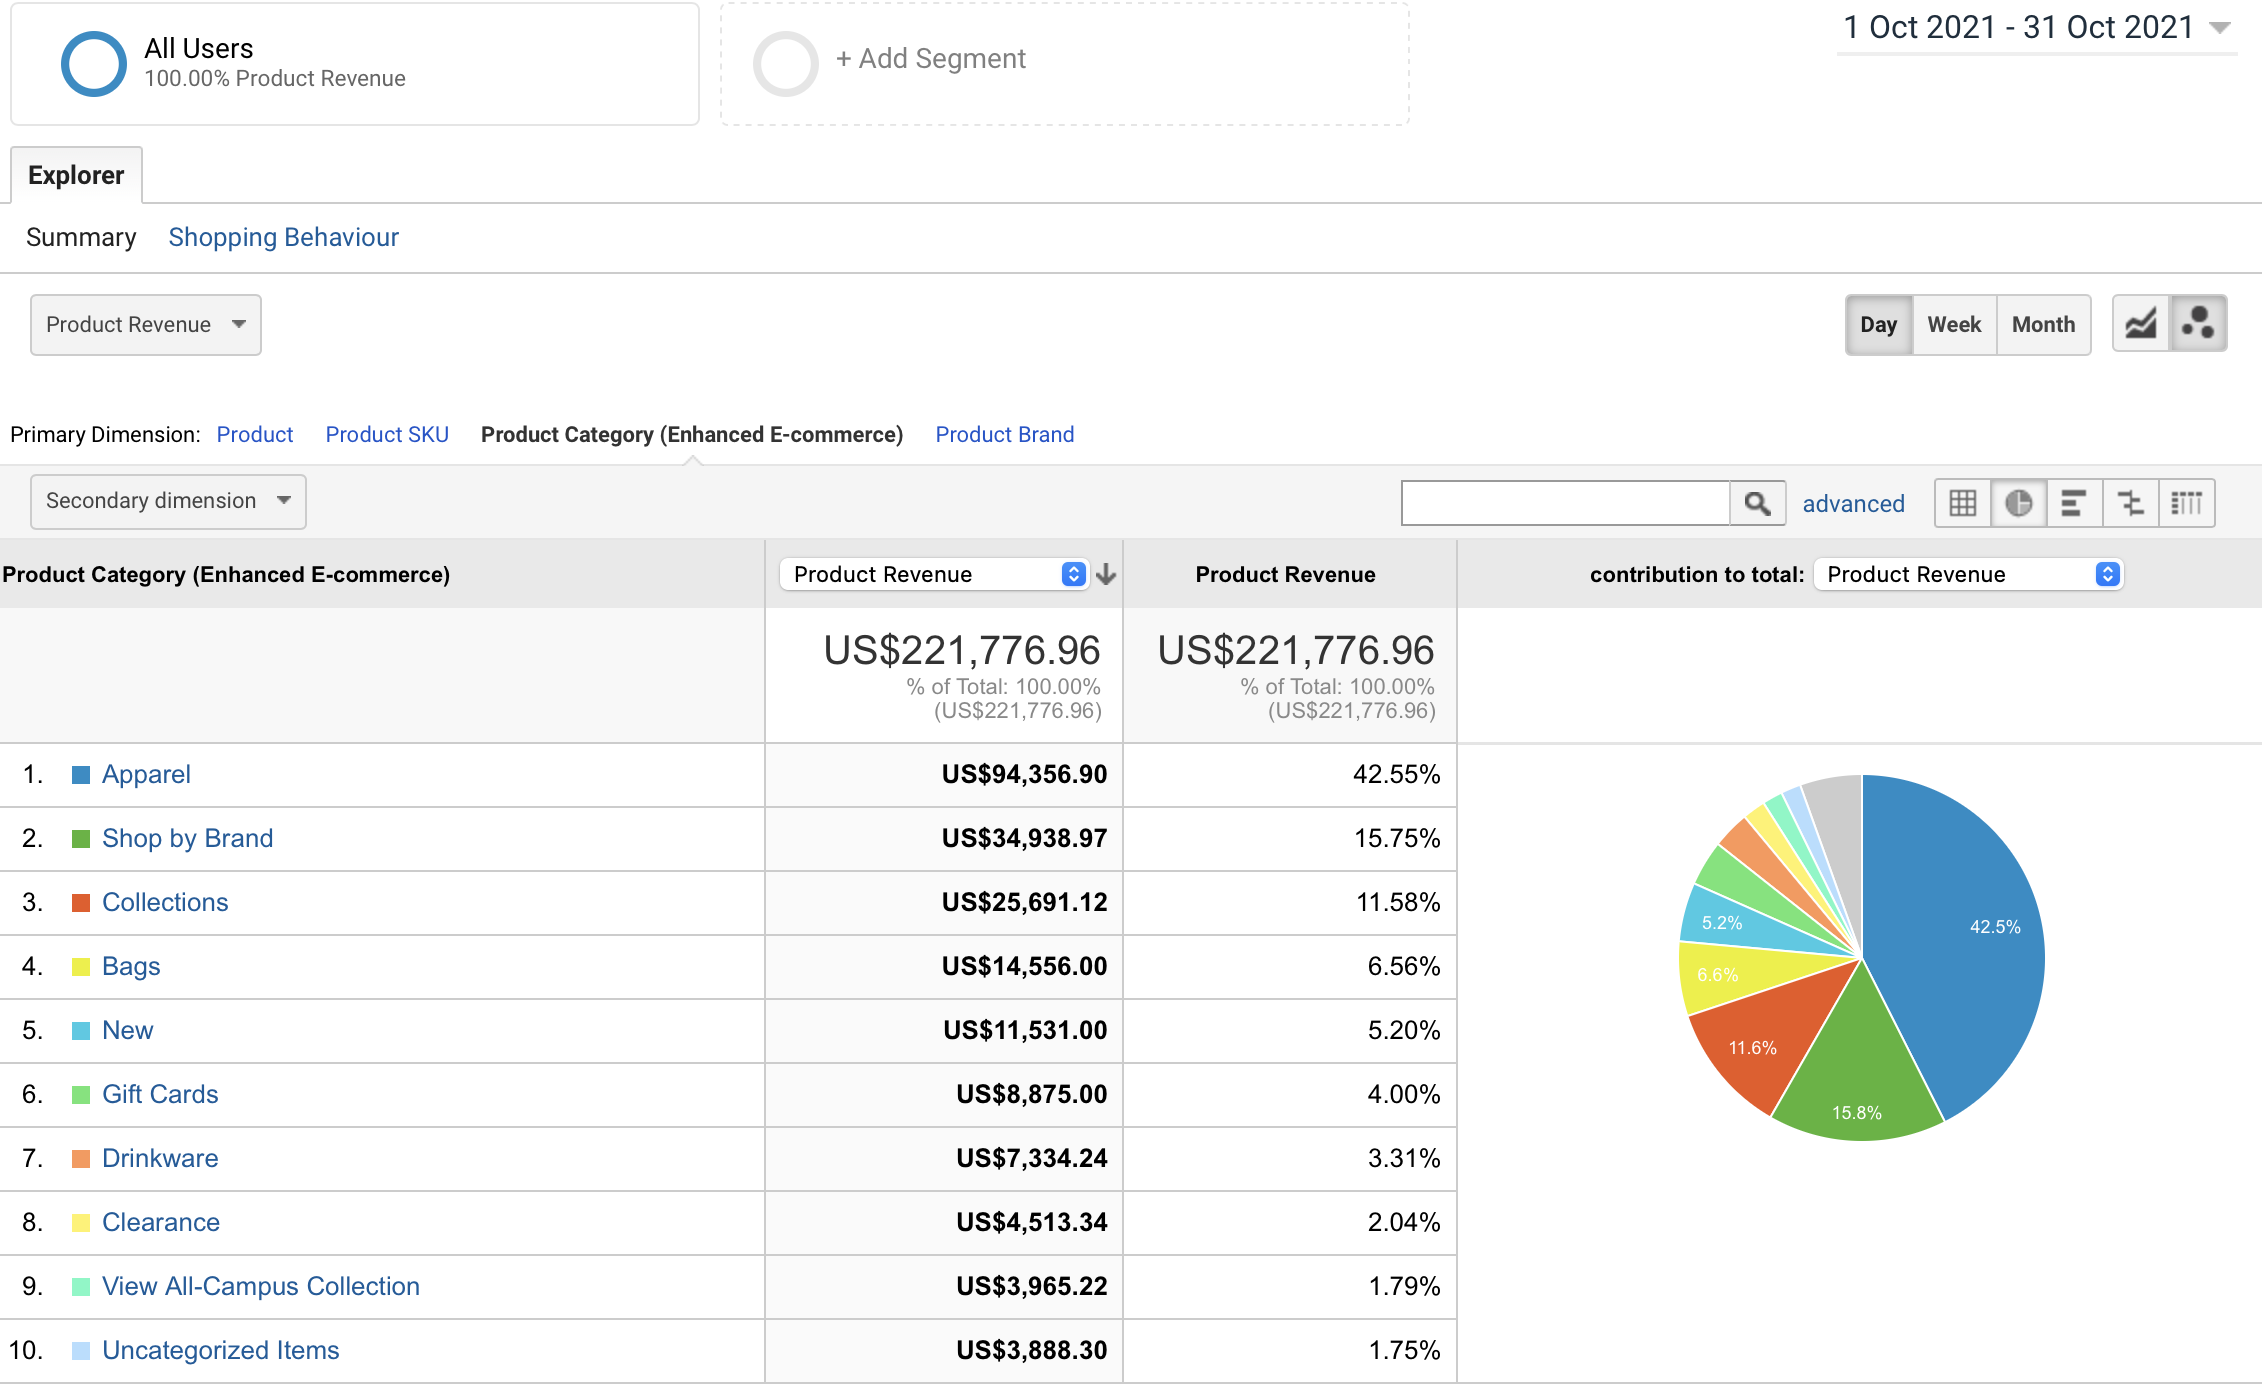 All Users
100.00% Product Revenue
+ Add Segment
1 Oct 2021 - 31 Oct 2021
Explorer
Summary Shopping Behaviour
Product Revenue
Day Week Month
Primary Dimension: Product Product SKU Product Category (Enhanced E-commerce) Product Brand
Secondary dimension
advanced
Product Category (Enhanced E-commerce) Product Revenue Product Revenue contribution to total: Product Revenue
US$221,776.96 US$221,776.96
% of Total: 100.00% % of Total: 100.00%
(US$221,776.96) (US$221,776.96)
1. Apparel US$94,356.90 42.55%
2. Shop by Brand US$34,938.97 15.75%
3. Collections US$25,691.12 11.58%
4. Bags US$14,556.00 6.56%
5. New US$11,531.00 5.20%
6. Gift Cards US$8,875.00 4.00%
7. Drinkware US$7,334.24 3.31%
8. Clearance US$4,513.34 2.04%
9. View All-Campus Collection US$3,965.22 1.79%
10. Uncategorized Items US$3,888.30 1.75%
42.5%
15.8%
11.6%
6.6%
5.2%